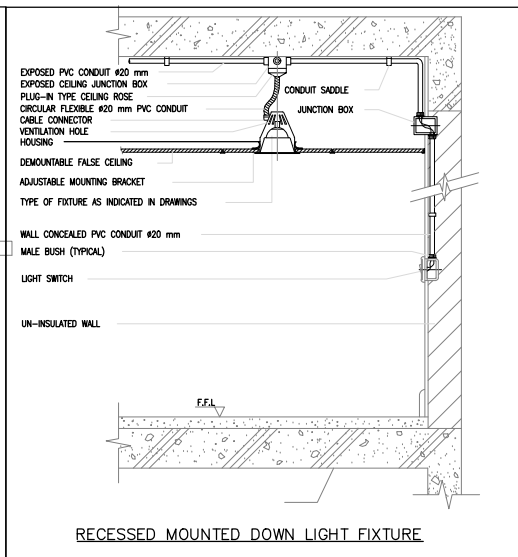 EXPOSED PVC CONDUIT ø20 mm
EXPOSED CEILING JUNCTION BOX
PLUG-IN TYPE CEILING ROSE
CIRCULAR FLEXIBLE ø20 mm PVC CONDUIT
CABLE CONNECTOR
VENTILATION HOLE
HOUSING
CONDUIT SADDLE
JUNCTION BOX
DEMOUNTABLE FALSE CEILING
ADJUSTABLE MOUNTING BRACKET
TYPE OF FIXTURE AS INDICATED IN DRAWINGS
WALL CONCEALED PVC CONDUIT ø20 mm
MALE BUSH (TYPICAL)
LIGHT SWITCH
UN-INSULATED WALL
F.F.L
RECESSED MOUNTED DOWN LIGHT FIXTURE